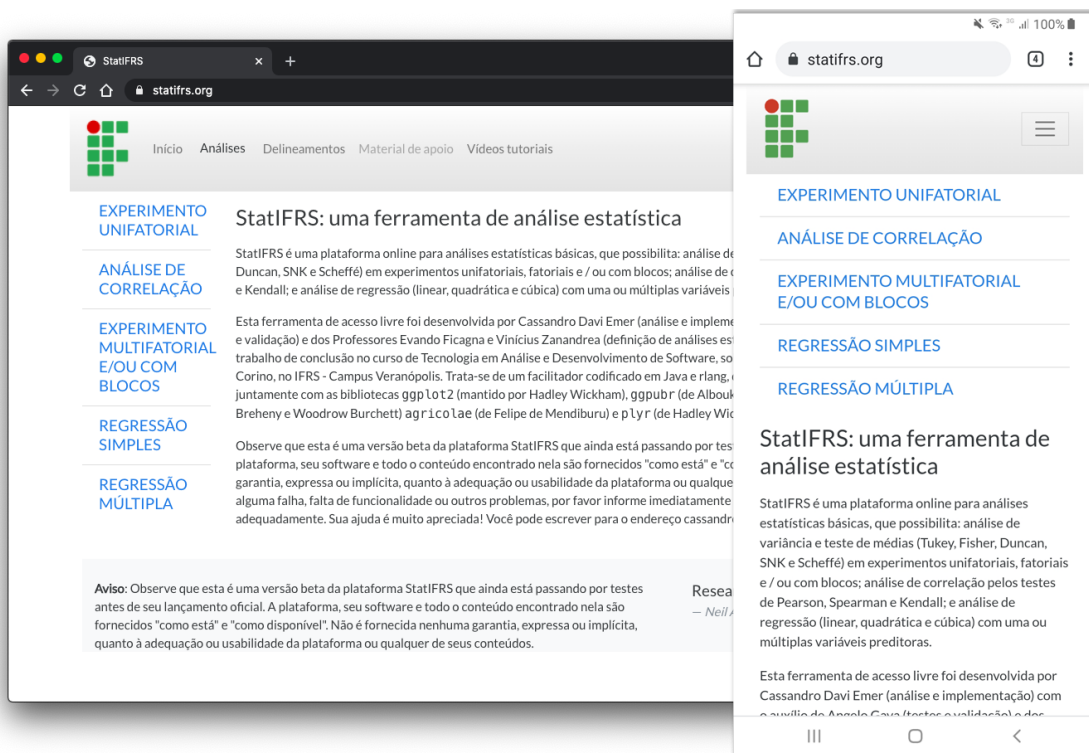 StatIFRS
statifrs.org
Início Análises Delineamentos Material de apoio Vídeos tutoriais
EXPERIMENTO
UNIFATORIAL
ANÁLISE DE
CORRELAÇÃO
EXPERIMENTO
MULTIFATORIAL
E/OU COM
BLOCOS
REGRESSÃO
SIMPLES
REGRESSÃO
MÚLTIPLA
StatIFRS: uma ferramenta de análise estatística
StatIFRS é uma plataforma online para análises estatísticas básicas, que possibilita: análise de
Duncan, SNK e Scheffé) em experimentos unifatoriais, fatoriais e / ou com blocos; análise de
e Kendall; e análise de regressão (linear, quadrática e cúbica) com uma ou múltiplas variáveis
Esta ferramenta de acesso livre foi desenvolvida por Cassandro Davi Emer (análise e impleme
e validação) e dos Professores Evando Ficagna e Vinícius Zanandrea (definição de análises es
trabalho de conclusão no curso de Tecnologia em Análise e Desenvolvimento de Software, so
Corino, no IFRS - Campus Veranópolis. Trata-se de um facilitador codificado em Java e rlang,
juntamente com as bibliotecas ggplot2 (mantido por Hadley Wickham), ggpubr (de Albouk
Breheny e Woodrow Burchett) agricolae (de Felipe de Mendiburu) e plyr (de Hadley Wic
Observe que esta é uma versão beta da plataforma StatIFRS que ainda está passando por tes
plataforma, seu software e todo o conteúdo encontrado nela são fornecidos "como está" e "co
garantia, expressa ou implícita, quanto à adequação ou usabilidade da plataforma ou qualque
alguma falha, falta de funcionalidade ou outros problemas, por favor informe imediatamente
adequadamente. Sua ajuda é muito apreciada! Você pode escrever para o endereço cassandr
Aviso: Observe que esta é uma versão beta da plataforma StatIFRS que ainda está passando por testes
antes de seu lançamento oficial. A plataforma, seu software e todo o conteúdo encontrado nela são
fornecidos "como está" e "como disponível". Não é fornecida nenhuma garantia, expressa ou implícita,
quanto à adequação ou usabilidade da plataforma ou qualquer de seus conteúdos.
Resea
— Neil
3G 100%
statifrs.org 4
EXPERIMENTO UNIFATORIAL
ANÁLISE DE CORRELAÇÃO
EXPERIMENTO MULTIFATORIAL
E/OU COM BLOCOS
REGRESSÃO SIMPLES
REGRESSÃO MÚLTIPLA
StatIFRS: uma ferramenta de
análise estatística
StatIFRS é uma plataforma online para análises
estatísticas básicas, que possibilita: análise de
variância e teste de médias (Tukey, Fisher, Duncan,
SNK e Scheffé) em experimentos unifatoriais, fatoriais
e / ou com blocos; análise de correlação pelos testes
de Pearson, Spearman e Kendall; e análise de
regressão (linear, quadrática e cúbica) com uma ou
múltiplas variáveis preditoras.
Esta ferramenta de acesso livre foi desenvolvida por
Cassandro Davi Emer (análise e implementação) com
o auxílio de Angelo Gava (testes e validação) e dos